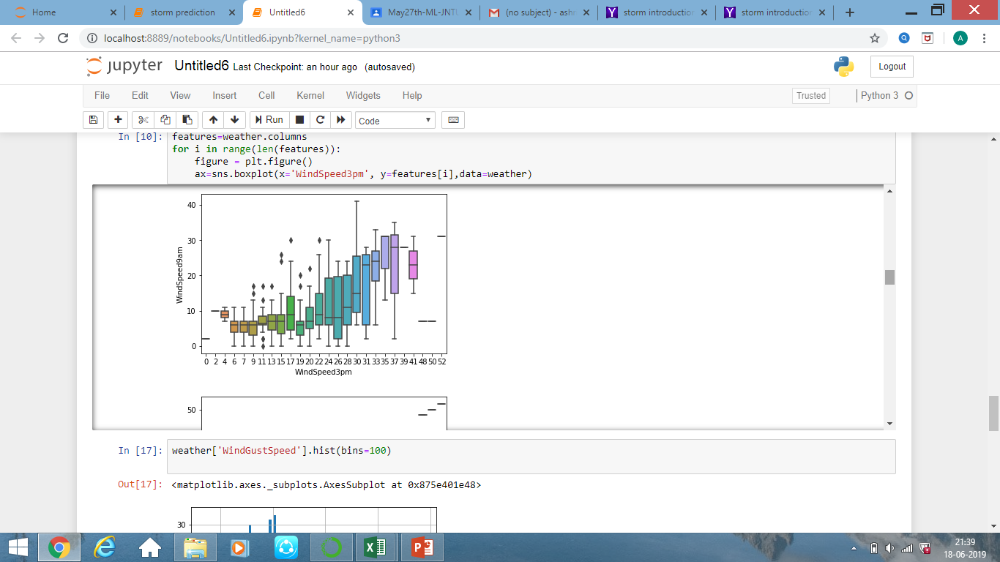 Home
storm prediction
Untitled6
May27th-ML-JNTU
(no subject) - ashr
storm introduction
storm introduction
localhost:8889/notebooks/Untitled6.ipynb?kernel_name=python3
A
jupyter Untitled6 Last Checkpoint: an hour ago (autosaved)
Logout
File Edit View Insert Cell Kernel Widgets Help
Trusted
Python 3
Run
Code
In [10]: features=weather.columns
for i in range(len(features)):
    figure = plt.figure()
    ax=sns.boxplot(x='WindSpeed3pm', y=features[i],data=weather)
40
30
20
10
0
WindSpeed9am
0 2 4 6 7 9 11 13 15 17 19 20 22 24 26 28 30 31 33 35 37 39 41 48 50 52
WindSpeed3pm
50
In [17]: weather['WindGustSpeed'].hist(bins=100)
Out[17]: <matplotlib.axes._subplots.AxesSubplot at 0x875e401e48>
30
21:39
18-06-2019